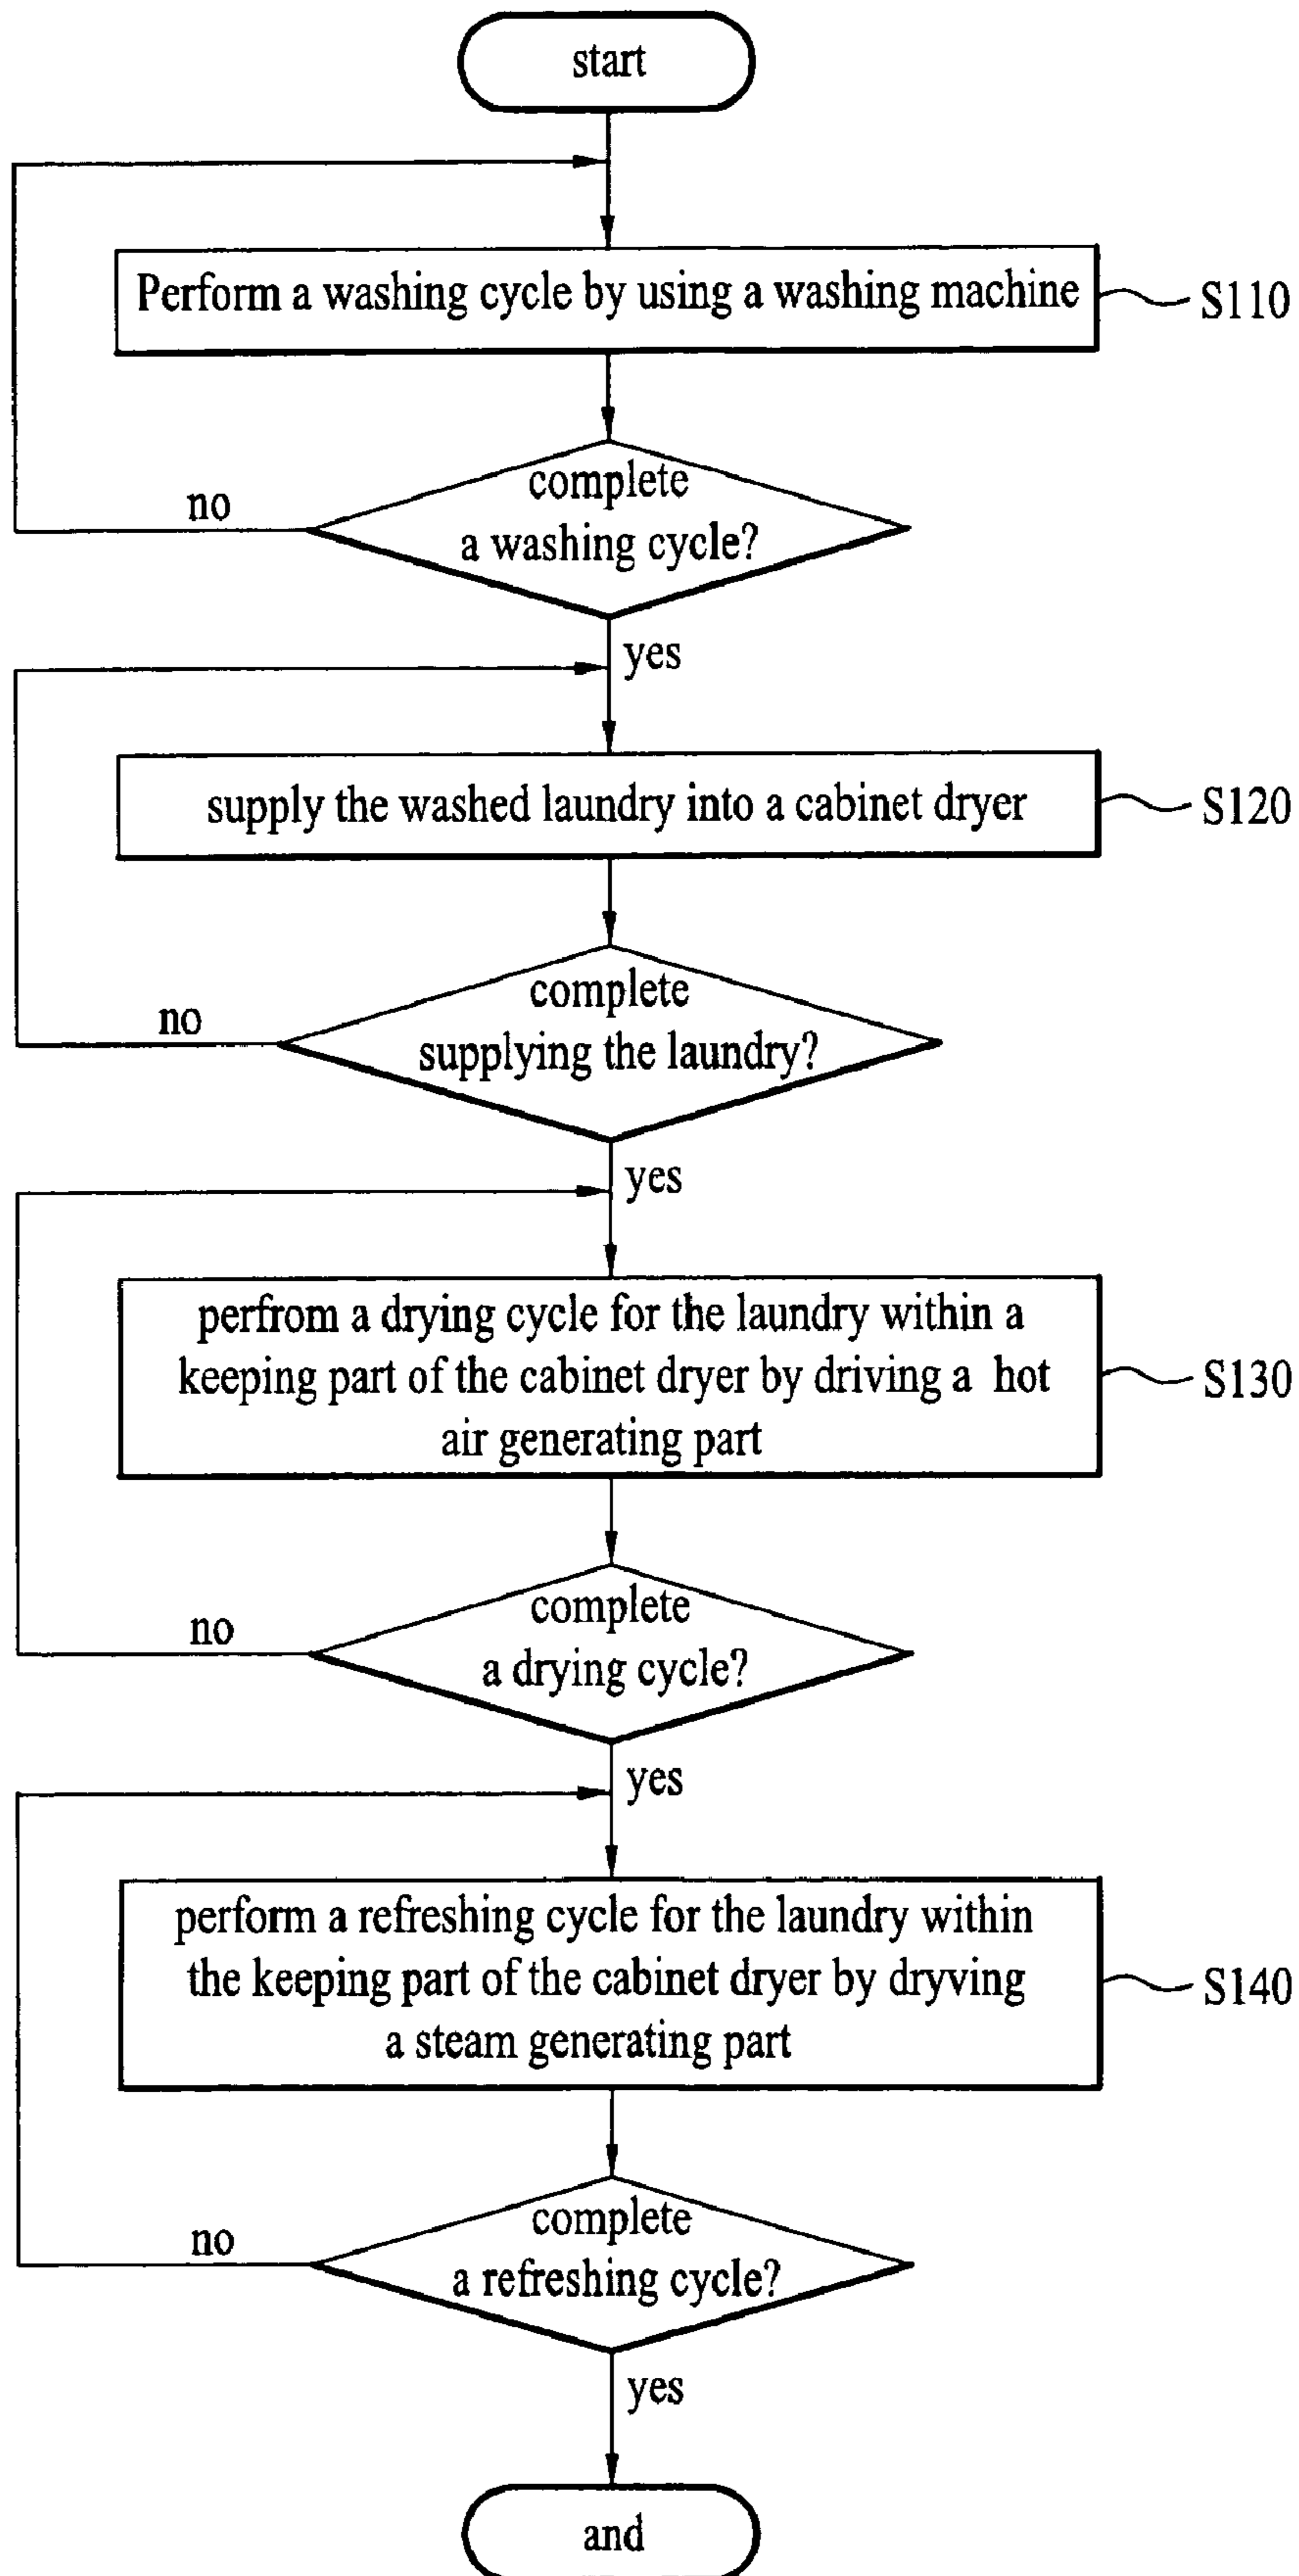 start
Perform a washing cycle by using a washing machine
S110
complete
a washing cycle?
no
yes
supply the washed laundry into a cabinet dryer
S120
complete
supplying the laundry?
no
yes
perfrom a drying cycle for the laundry within a
keeping part of the cabinet dryer by driving a hot
air generating part
S130
complete
a drying cycle?
no
yes
perform a refreshing cycle for the laundry within
the keeping part of the cabinet dryer by dryving
a steam generating part
S140
complete
a refreshing cycle?
no
yes
and